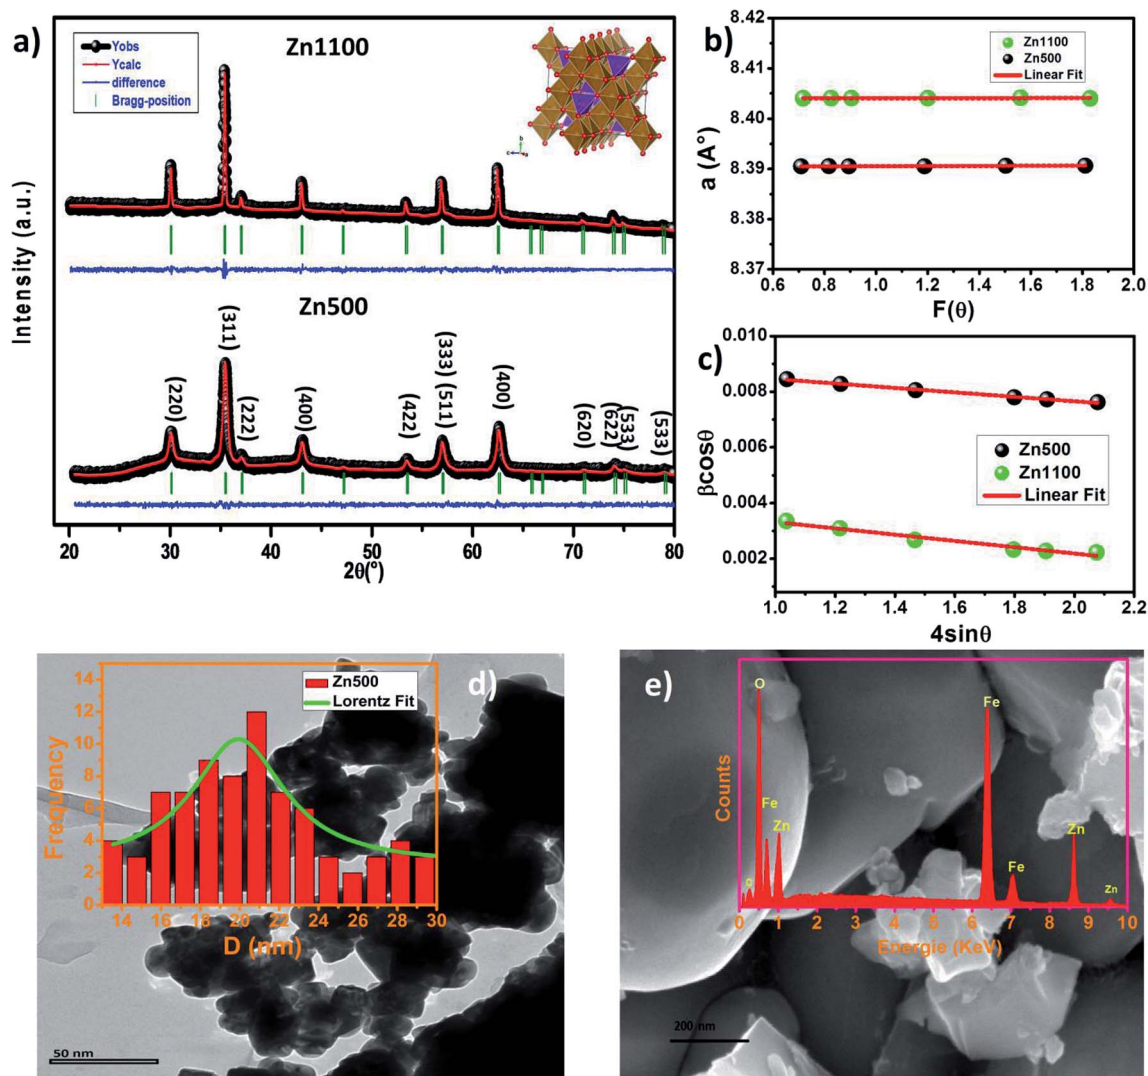 a)
Zn1100
Yobs
Ycalc
difference
Bragg-position
c
b
a
Intensity (a.u.)
Zn500
(220)
(311)
(222)
(400)
(422)
(333) (511)
(400)
(620)
(622)
(533)
(533)
20 30 40 50 60 70 80
2θ(°)
b)
8.42
8.41
8.40
8.39
8.38
8.37
a (A°)
Zn1100
Zn500
Linear Fit
0.6 0.8 1.0 1.2 1.4 1.6 1.8 2.0
F(θ)
c)
0.010
0.008
0.006
0.004
0.002
βcosθ
Zn500
Zn1100
Linear Fit
1.0 1.2 1.4 1.6 1.8 2.0 2.2
4sinθ
d)
14
12
10
8
6
4
2
0
Frequency
Zn500
Lorentz Fit
14 16 18 20 22 24 26 28 30
D (nm)
50 nm
e)
Counts
O
Fe
Zn
c
Fe
Fe
Zn
Zn
0 1 2 3 4 5 6 7 8 9 10
Energie (KeV)
200 nm